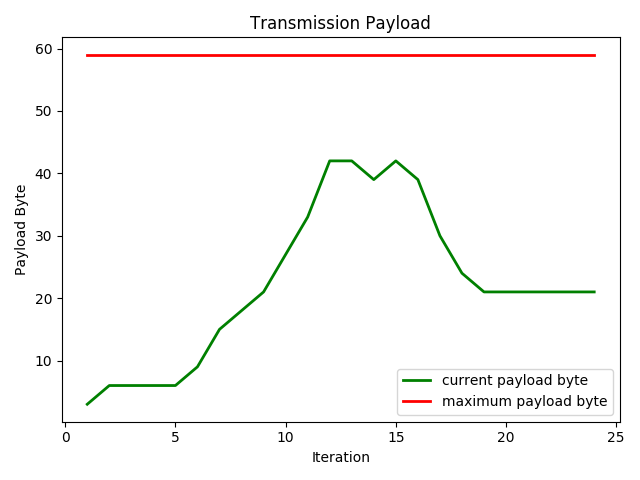 Transmission Payload
60
50
40
30
20
10
Payload Byte
0 5 10 15 20 25
Iteration
current payload byte
maximum payload byte